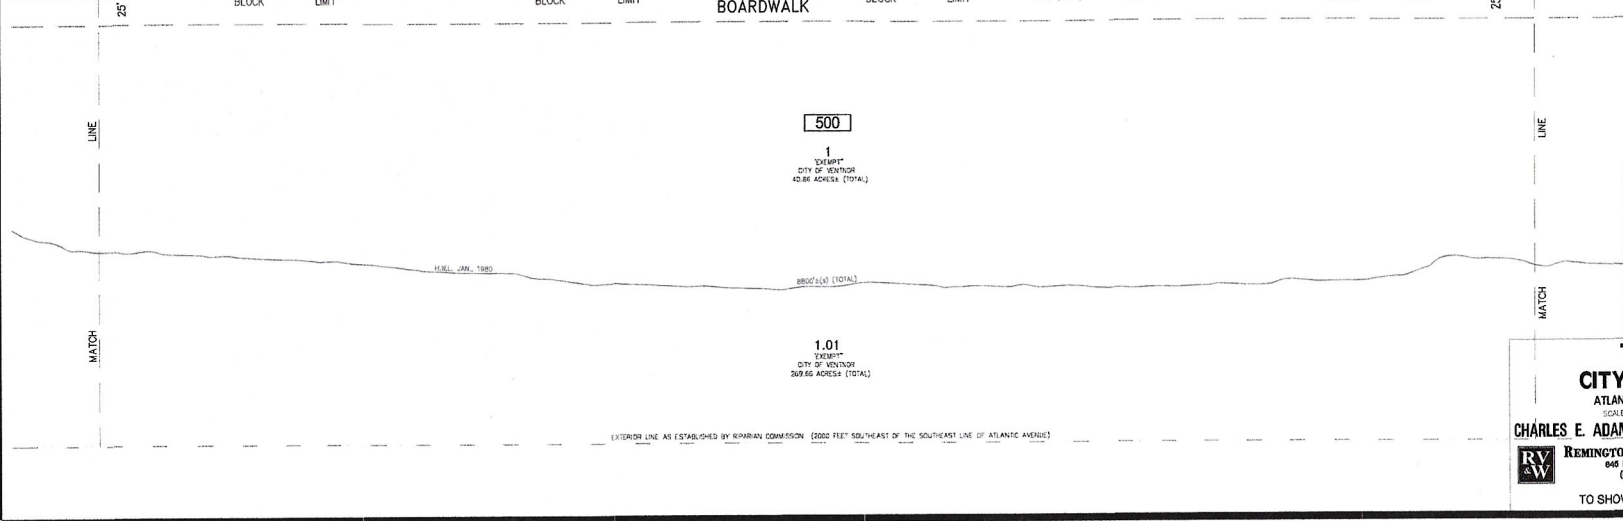 25'
BLOCK LIMIT
BLOCK LIMIT
BOARDWALK
BLOCK LIMIT
25
LINE
LINE
500
1
"EXEMPT"
CITY OF VENTNOR
40.86 ACRES± (TOTAL)
H.W.L. JAN., 1980
8800'±(s) (TOTAL)
MATCH
MATCH
1.01
"EXEMPT"
CITY OF VENTNOR
269.66 ACRES± (TOTAL)
EXTERIOR LINE AS ESTABLISHED BY RIPARIAN COMMISSION (2000 FEET SOUTHEAST OF THE SOUTHEAST LINE OF ATLANTIC AVENUE)
CITY
ATLAN
SCALE
CHARLES E. ADAM
RV
&W
REMINGTO
845
TO SHOW